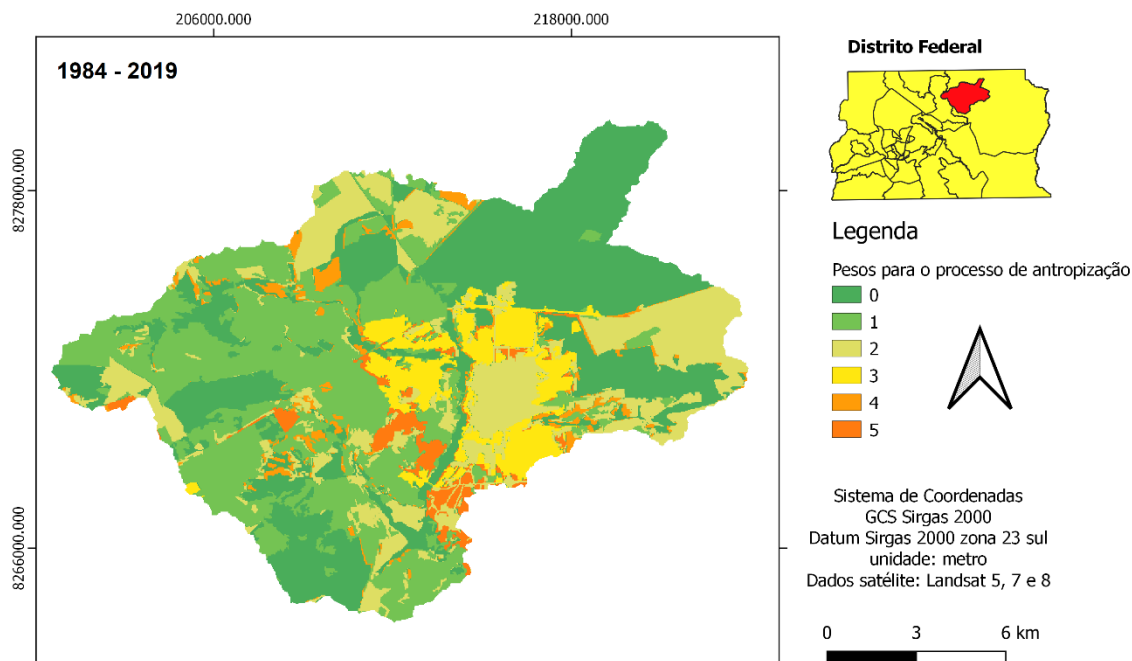 206000.000
218000.000
1984 - 2019
8278000.000
8266000.000
Distrito Federal
Legenda
Pesos para o processo de antropização
0
1
2
3
4
5
Sistema de Coordenadas
GCS Sirgas 2000
Datum Sirgas 2000 zona 23 sul
unidade: metro
Dados satélite: Landsat 5, 7 e 8
0 3 6 km